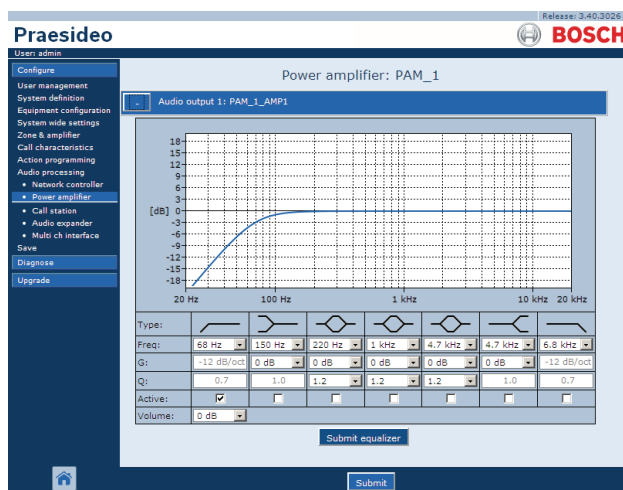 Release: 3.40.3026
Praesideo
BOSCH
User: admin
Configure
User management
System definition
Equipment configuration
System wide settings
Zone & amplifier
Call characteristics
Action programming
Audio processing
• Network controller
• Power amplifier
• Call station
• Audio expander
• Multi ch interface
Save
Diagnose
Upgrade
Power amplifier: PAM_1
- Audio output 1: PAM_1_AMP1
18
15
12
9
6
3
[dB] 0
-3
-6
-9
-12
-15
-18
20 Hz 100 Hz 1 kHz 10 kHz 20 kHz
Type:
Freq: 68 Hz 150 Hz 220 Hz 1 kHz 4.7 kHz 4.7 kHz 6.8 kHz
G: -12 dB/oct 0 dB 0 dB 0 dB 0 dB 0 dB -12 dB/oct
Q: 0.7 1.0 1.2 1.2 1.2 1.0 0.7
Active:
Volume: 0 dB
Submit equalizer
Submit